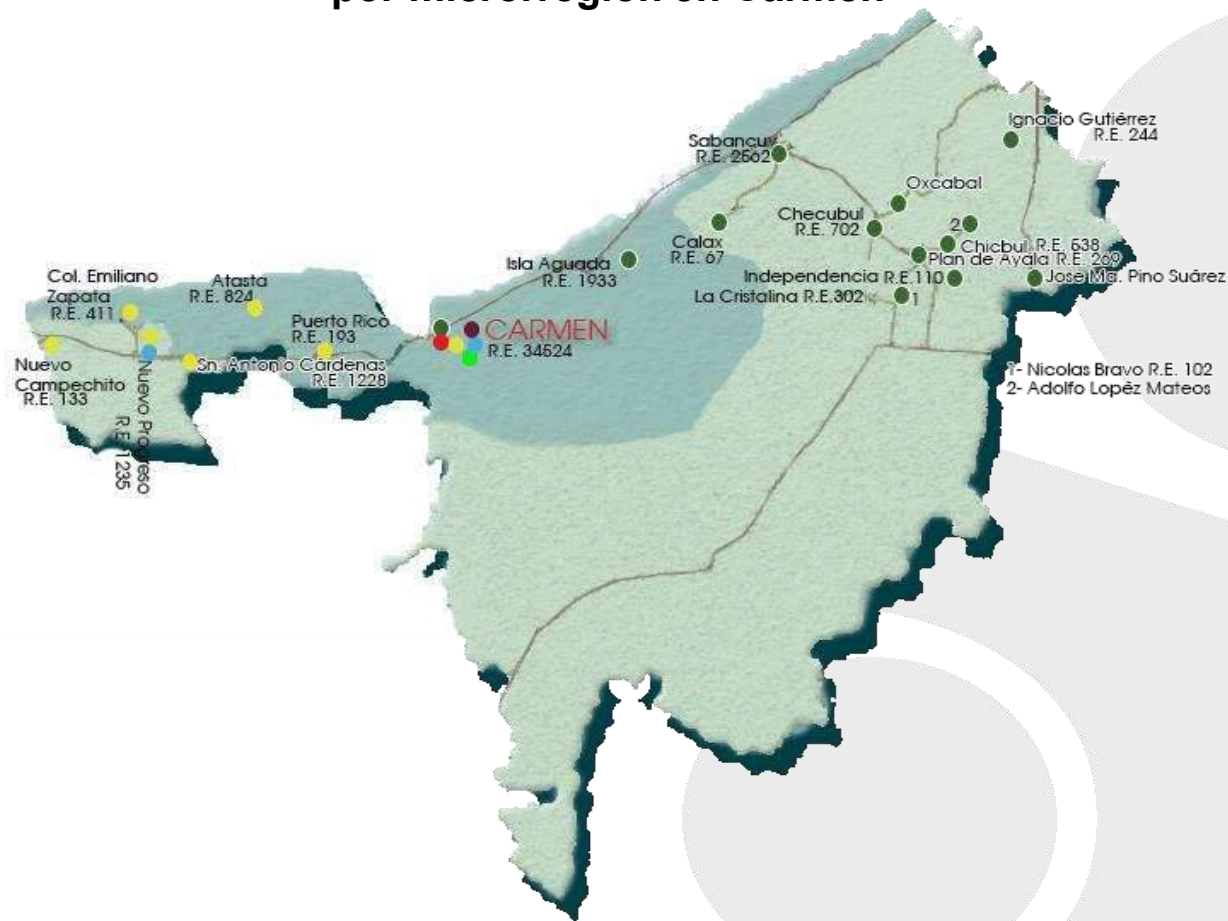 por microrregión en Carmen
Ignacio Gutiérrez
R.E. 244
Sabancuy
R.E. 2562
Oxcabal
Checubul
R.E. 702
2
Calax
R.E. 67
Chicbul R.E. 638
Plan de Ayala R.E. 269
Isla Aguada
R.E. 1933
Independencia R.E.110
Jose Ma. Pino Suárez
La Cristalina R.E.302
1
Col. Emiliano
Zapata
R.E. 411
Atasta
R.E. 824
Puerto Rico
R.E. 193
CARMEN
R.E. 34524
Nuevo
Campechito
R.E. 133
Sn. Antonio Cárdenas
R.E. 1228
Nuevo Progreso
R.E. 1235
1- Nicolas Bravo R.E. 102
2- Adolfo Lopéz Mateos